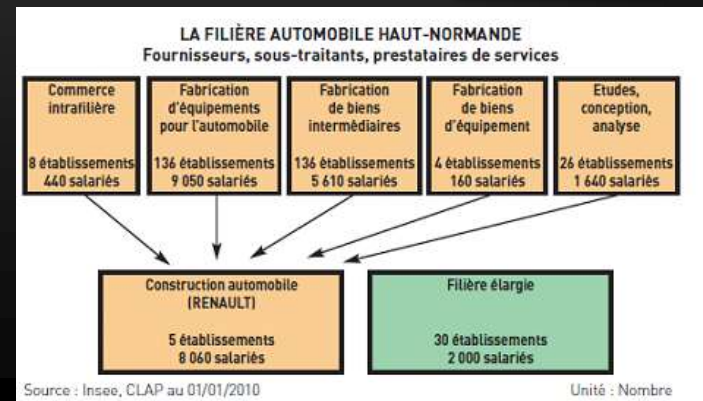 LA FILIÈRE AUTOMOBILE HAUT-NORMANDE
Fournisseurs, sous-traitants, prestataires de services
Commerce
intrafilière
8 établissements
440 salariés
Fabrication
d'équipements
pour l'automobile
136 établissements
9 050 salariés
Fabrication
de biens
intermédiaires
136 établissements
5 610 salariés
Fabrication
de biens
d'équipement
4 établissements
160 salariés
Etudes,
conception,
analyse
26 établissements
1 640 salariés
Construction automobile
(RENAULT)
5 établissements
8 060 salariés
Filière élargie
30 établissements
2 000 salariés
Source : Insee, CLAP au 01/01/2010
Unité : Nombre